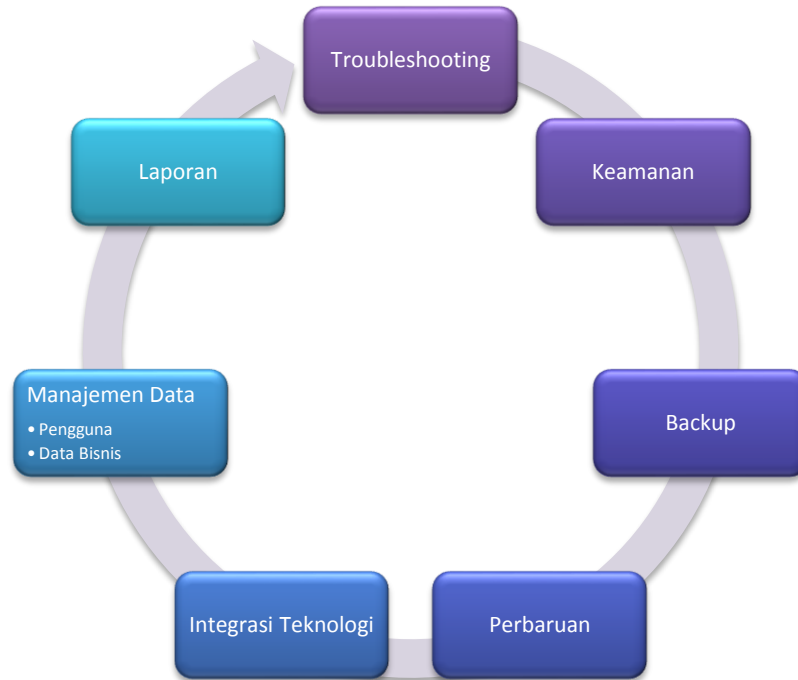 Troubleshooting
Keamanan
Backup
Perbaruan
Integrasi Teknologi
Manajemen Data
• Pengguna
• Data Bisnis
Laporan